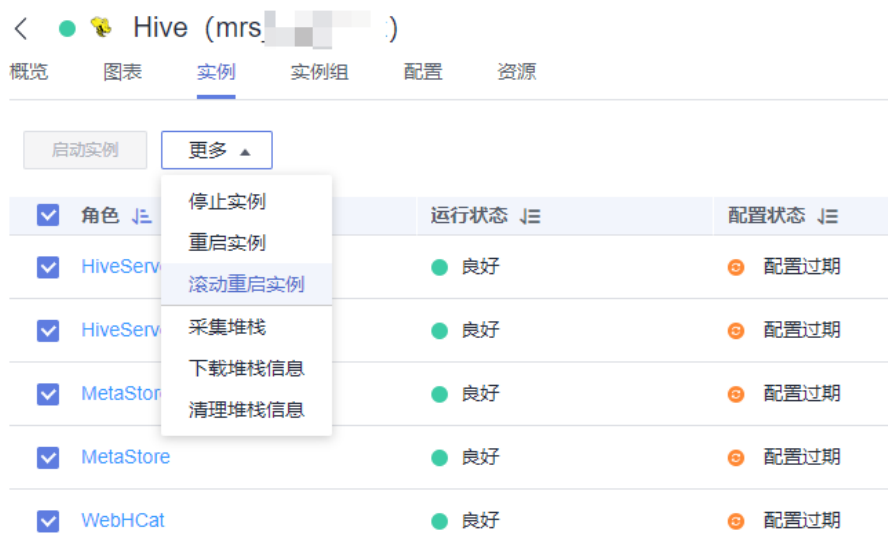 Hive (mrs_ )
概览 图表 实例 实例组 配置 资源
启动实例 更多
停止实例
重启实例
滚动重启实例
采集堆栈
下载堆栈信息
清理堆栈信息
角色 运行状态 配置状态
HiveServ 良好 配置过期
HiveServ 良好 配置过期
MetaStor 良好 配置过期
MetaStore 良好 配置过期
WebHCat 良好 配置过期